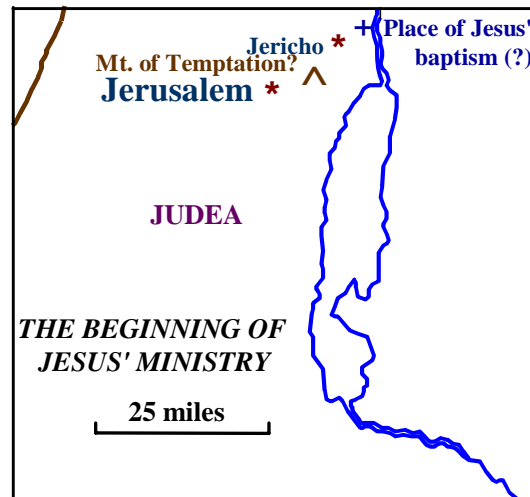 Place of Jesus'
baptism (?)
Jericho *
Mt. of Temptation?
^
Jerusalem *
JUDEA
THE BEGINNING OF
JESUS' MINISTRY
25 miles